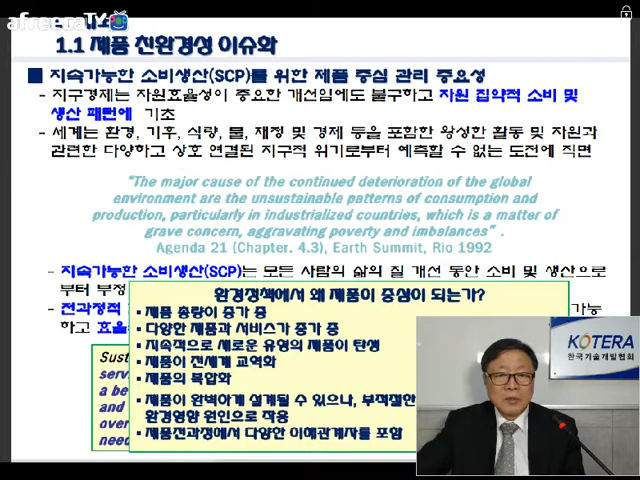 afreecaTV
1.1 제품 친환경성 이슈화
지속가능한 소비생산(SCP)를 위한 제품 중심 관리 중요성
- 지구경제는 자원효율성이 중요한 개선임에도 불구하고 자원 집약적 소비 및
생산 패턴에 기초
- 세계는 환경, 기후, 식량, 물, 재정 및 경제 등을 포함한 왕성한 활동 및 자원과
관련한 다양하고 상호 연결된 지구적 위기로부터 예측할 수 없는 도전에 직면
"The major cause of the continued deterioration of the global
environment are the unsustainable patterns of consumption and
production, particularly in industrialized countries, which is a matter of
grave concern, aggravating poverty and imbalances" .
Agenda 21 (Chapter. 4.3), Earth Summit, Rio 1992
- 지속가능한 소비생산(SCP)는 모든 사람의 삶의 질 개선 동안 소비 및 생산으로
부터 부정
- 전과정적
가능
하고 효율
환경정책에서 왜 제품이 중심이 되는가?
• 제품 총량이 증가 중
• 다양한 제품과 서비스가 증가 중
• 지속적으로 새로운 유형의 제품이 탄생
• 제품이 전세계 교역화
• 제품의 복합화
• 제품이 완벽하게 설계될 수 있으나, 부적절한
환경영향 원인으로 작용
• 제품전과정에서 다양한 이해관계자를 포함
Sust
servi
a be
and
over
need
KOTERA
한국기술개발협회